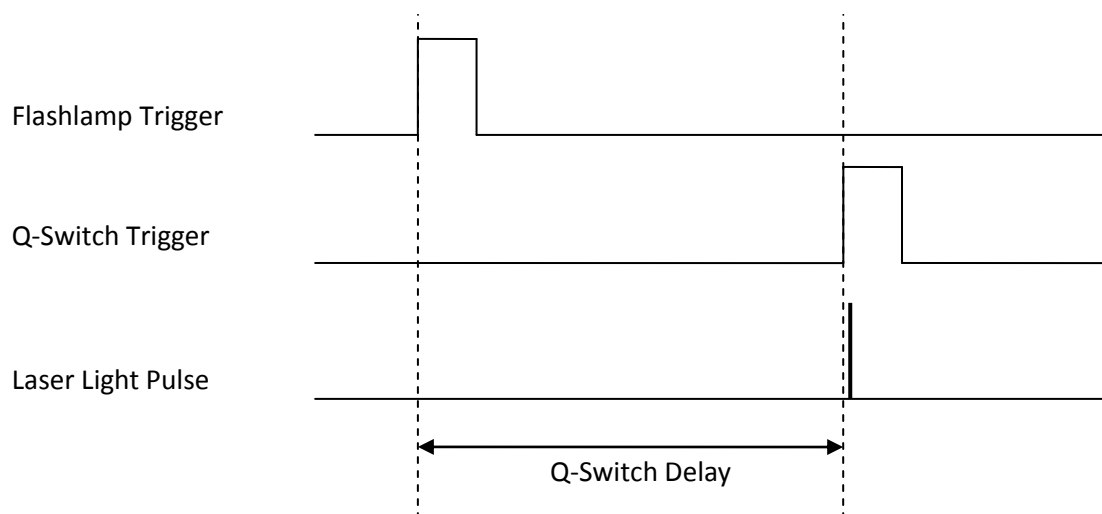 Flashlamp Trigger
Q-Switch Trigger
Laser Light Pulse
Q-Switch Delay